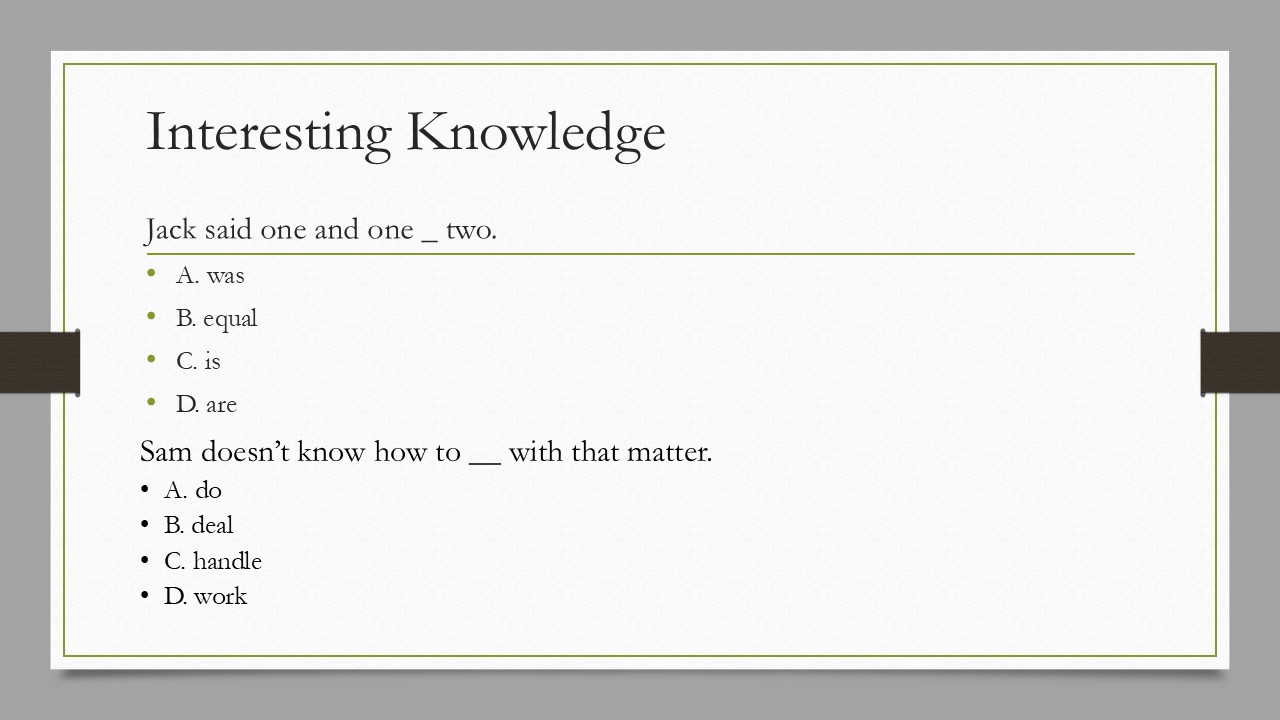 Interesting Knowledge
Jack said one and one _ two.
• A. was
• B. equal
• C. is
• D. are
Sam doesn’t know how to __ with that matter.
• A. do
• B. deal
• C. handle
• D. work